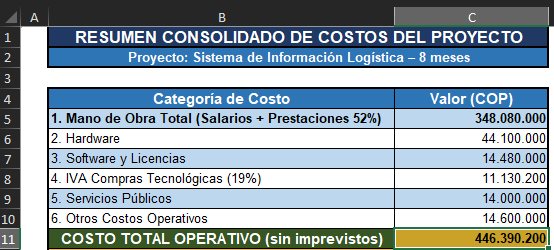 A B C
1 RESUMEN CONSOLIDADO DE COSTOS DEL PROYECTO
2 Proyecto: Sistema de Información Logística – 8 meses
3
4 Categoría de Costo Valor (COP)
5 1. Mano de Obra Total (Salarios + Prestaciones 52%) 348.080.000
6 2. Hardware 44.100.000
7 3. Software y Licencias 14.480.000
8 4. IVA Compras Tecnológicas (19%) 11.130.200
9 5. Servicios Públicos 14.000.000
10 6. Otros Costos Operativos 14.600.000
11 COSTO TOTAL OPERATIVO (sin imprevistos) 446.390.200